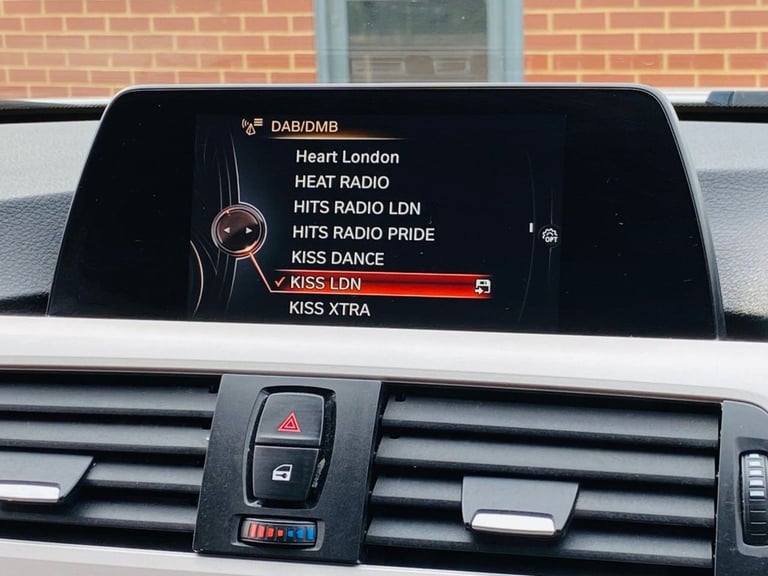 DAB/DMB
Heart London
HEAT RADIO
HITS RADIO LDN
HITS RADIO PRIDE
KISS DANCE
KISS LDN
KISS XTRA
OPT